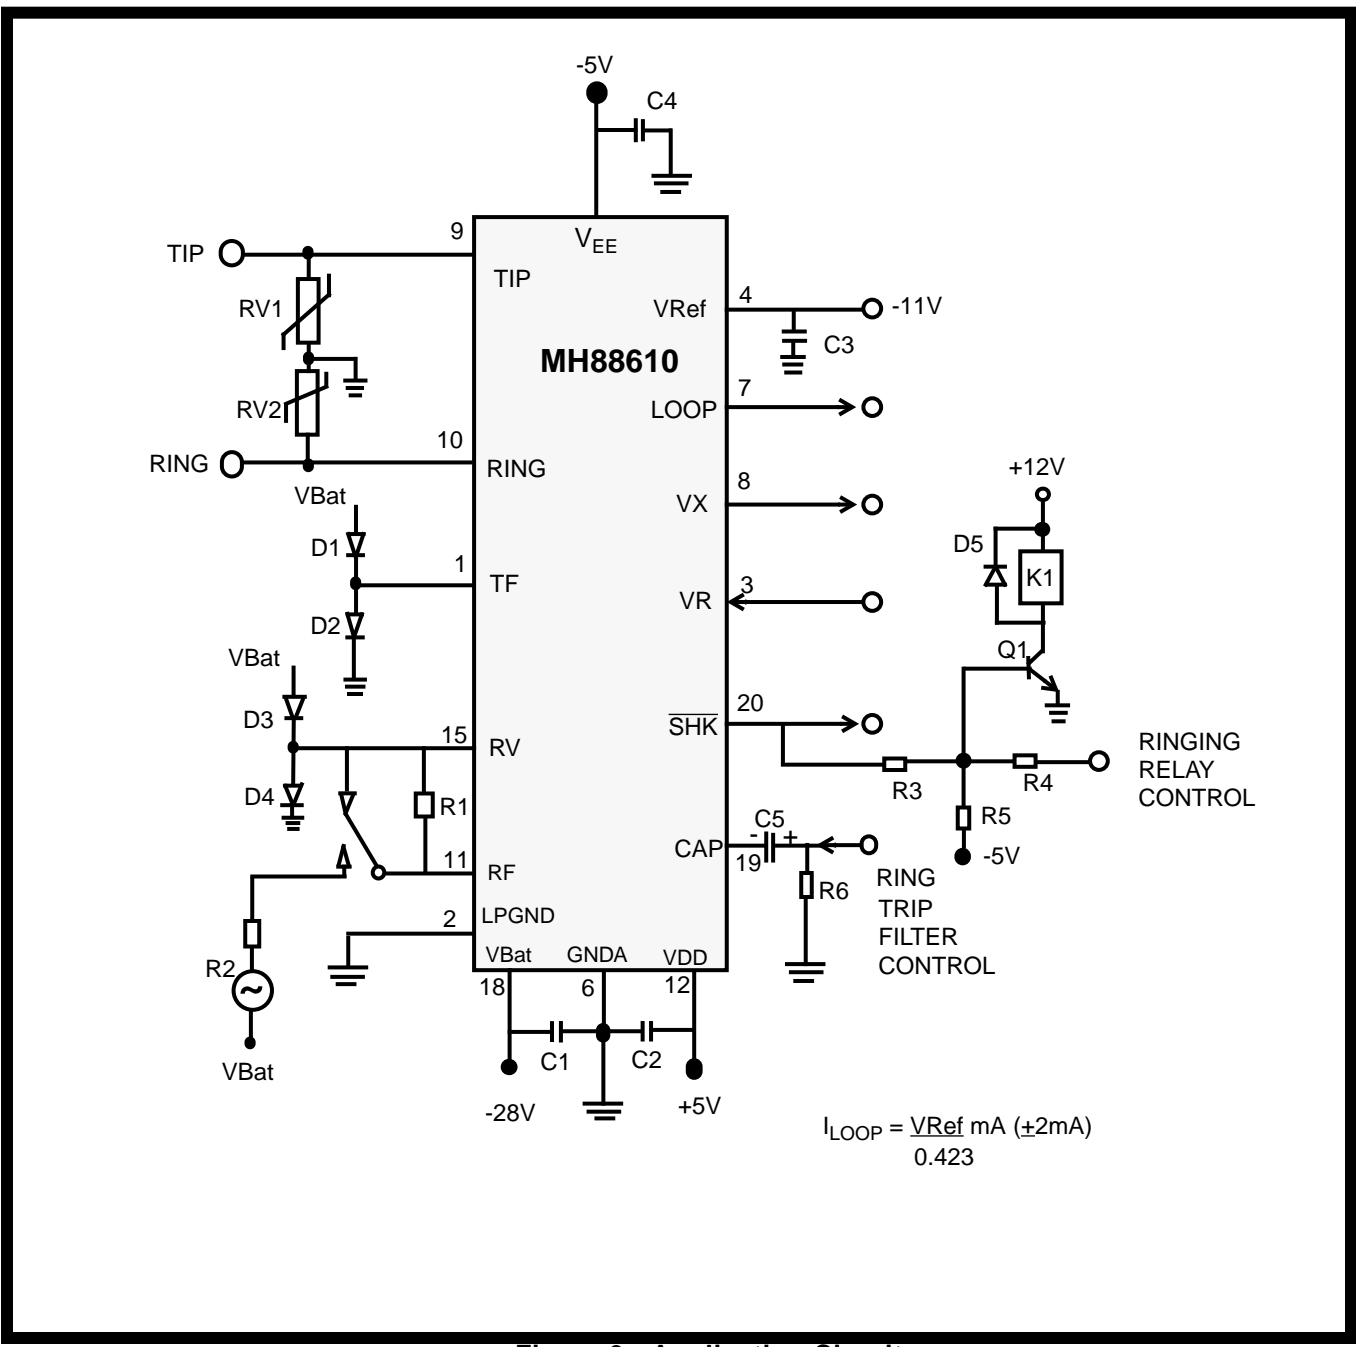 -5V
C4
9
VEE
TIP
TIP
RV1
VRef
4
-11V
C3
MH88610
RV2
LOOP
7
10
RING
RING
VBat
VX
8
+12V
D1
1
TF
D5
K1
D2
VR
3
VBat
Q1
D3
15
RV
SHK
20
RINGING
RELAY
CONTROL
D4
R1
R3
R4
R5
-5V
C5
- +
CAP
19
11
RF
R6
RING
TRIP
FILTER
CONTROL
2
LPGND
VBat
GNDA
VDD
R2
~
18
6
12
VBat
C1
C2
-28V
+5V
ILOOP = VRef mA (±2mA)
0.423